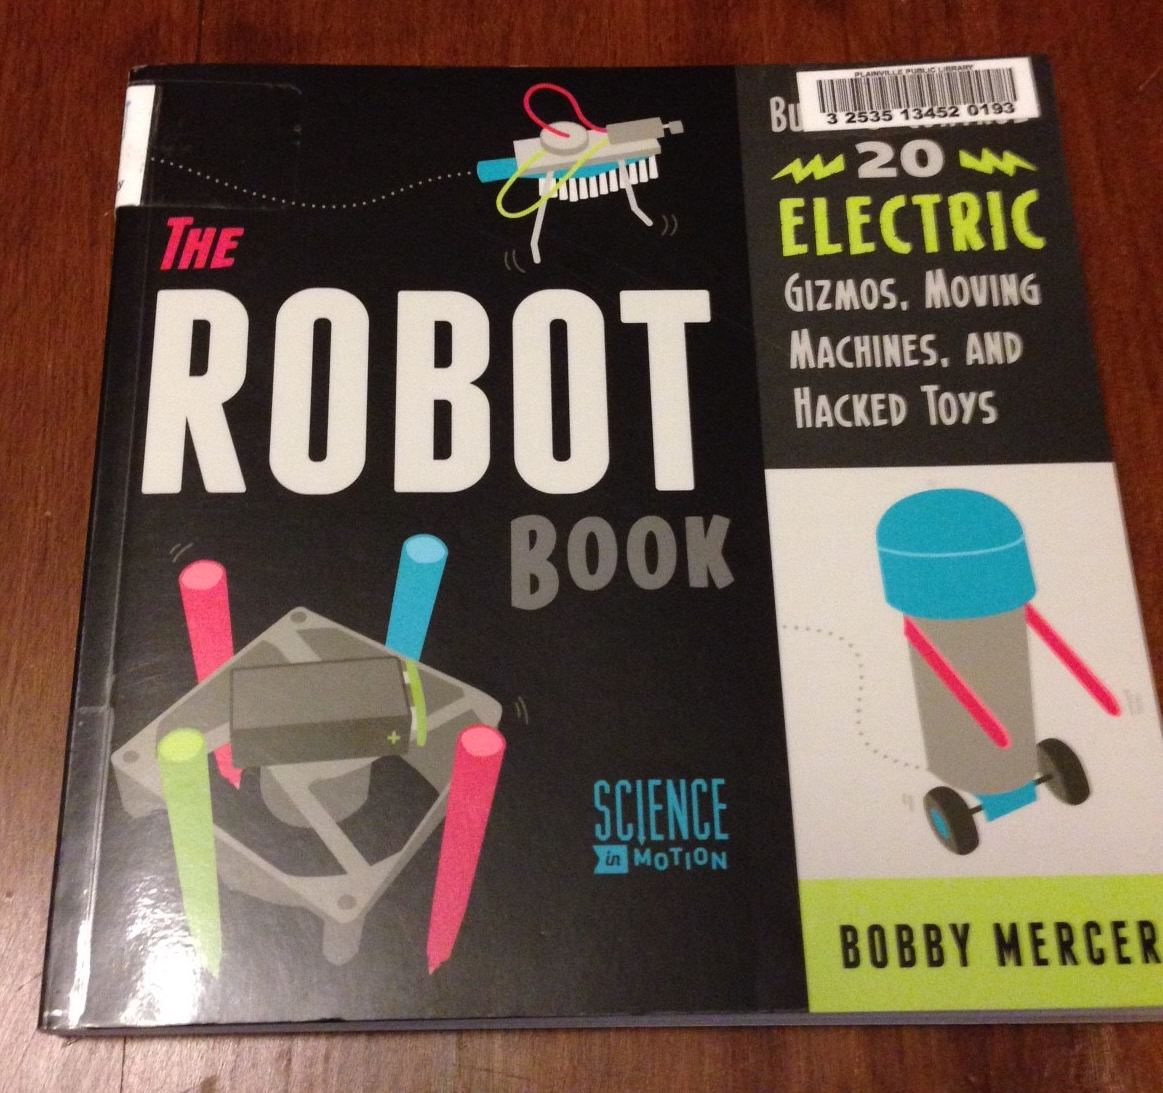 PLAINVILLE PUBLIC LIBRARY
3 2535 13452 0193
20
ELECTRIC
GIZMOS, MOVING
MACHINES, AND
HACKED TOYS
THE
ROBOT
BOOK
SCIENCE
in MOTION
BOBBY MERCER